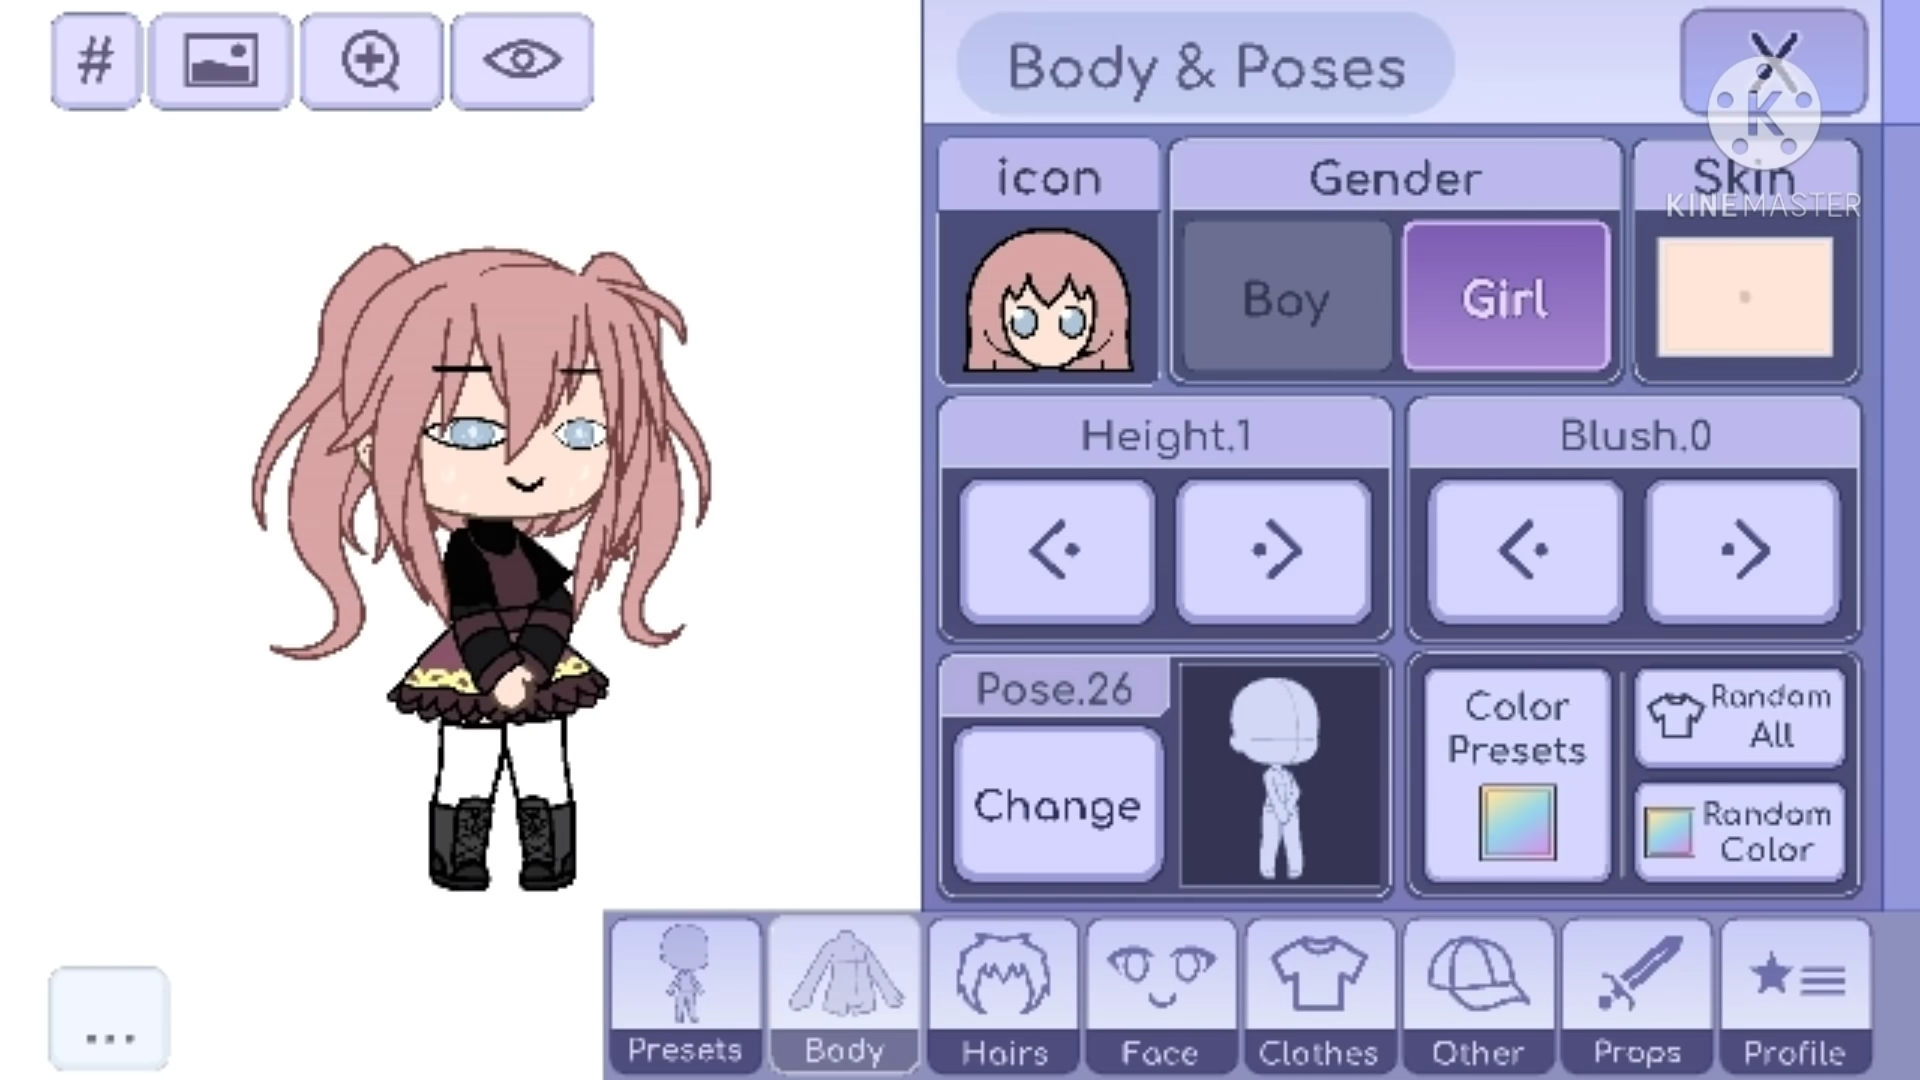 #
Body & Poses
K
KINEMASTER
icon
Gender
Skin
Boy
Girl
Height.1
Blush.0
Pose.26
Change
Color
Presets
Random
All
Random
Color
...
Presets
Body
Hairs
Face
Clothes
Other
Props
Profile